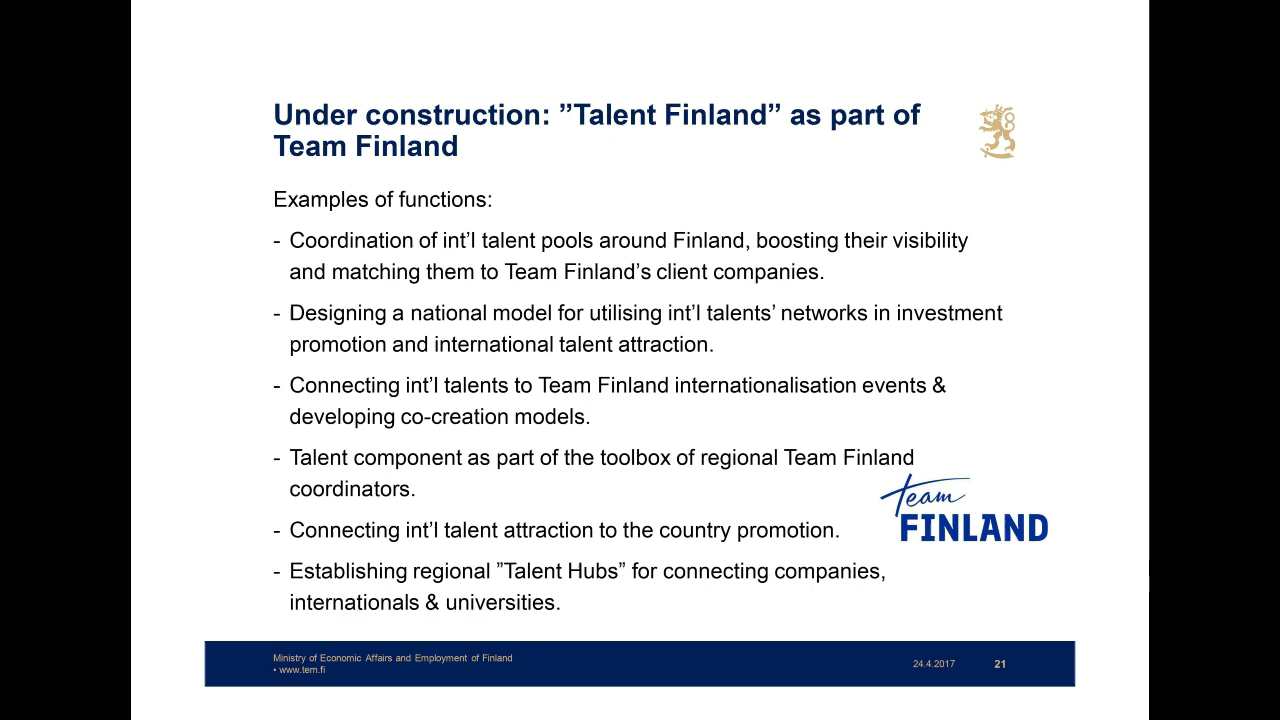 Under construction: ”Talent Finland” as part of
Team Finland
Examples of functions:
- Coordination of int’l talent pools around Finland, boosting their visibility
and matching them to Team Finland’s client companies.
- Designing a national model for utilising int’l talents’ networks in investment
promotion and international talent attraction.
- Connecting int’l talents to Team Finland internationalisation events &
developing co-creation models.
- Talent component as part of the toolbox of regional Team Finland
coordinators.
- Connecting int’l talent attraction to the country promotion.
- Establishing regional ”Talent Hubs” for connecting companies,
internationals & universities.
team
FINLAND
Ministry of Economic Affairs and Employment of Finland
• www.tem.fi
24.4.2017
21